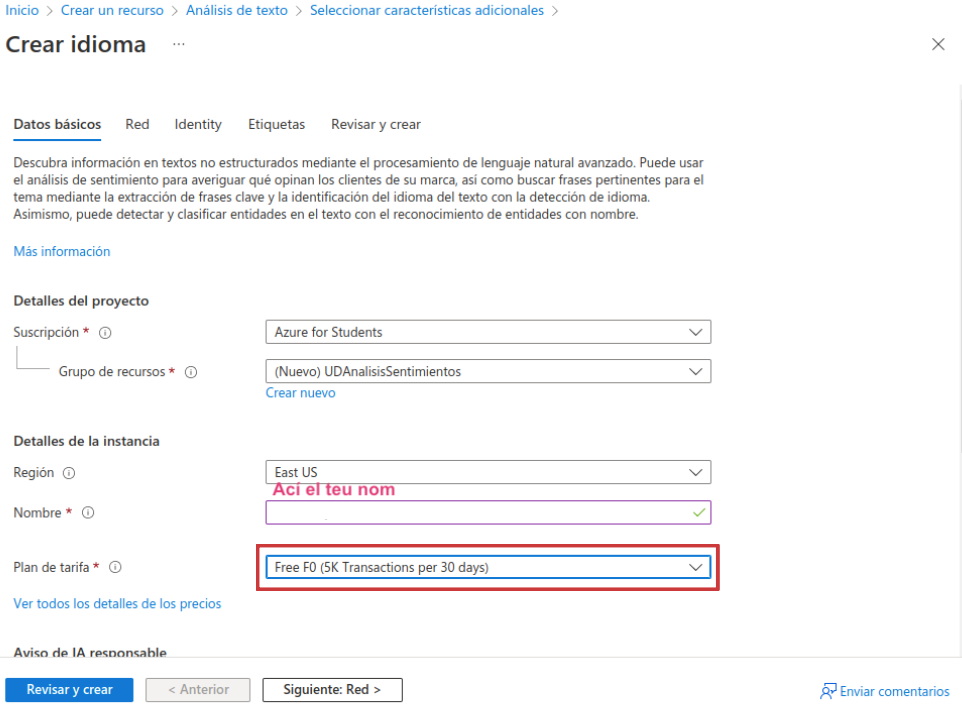 Inicio > Crear un recurso > Análisis de texto > Seleccionar características adicionales >
Crear idioma ...
Datos básicos Red Identity Etiquetas Revisar y crear
Descubra información en textos no estructurados mediante el procesamiento de lenguaje natural avanzado. Puede usar
el análisis de sentimiento para averiguar qué opinan los clientes de su marca, así como buscar frases pertinentes para el
tema mediante la extracción de frases clave y la identificación del idioma del texto con la detección de idioma.
Asimismo, puede detectar y clasificar entidades en el texto con el reconocimiento de entidades con nombre.
Más información
Detalles del proyecto
Suscripción * Azure for Students
Grupo de recursos * (Nuevo) UDAnalisisSentimientos
Crear nuevo
Detalles de la instancia
Región East US
Ací el teu nom
Nombre *
Plan de tarifa * Free F0 (5K Transactions per 30 days)
Ver todos los detalles de los precios
Aviso de IA responsable
Revisar y crear < Anterior Siguiente: Red > Enviar comentarios